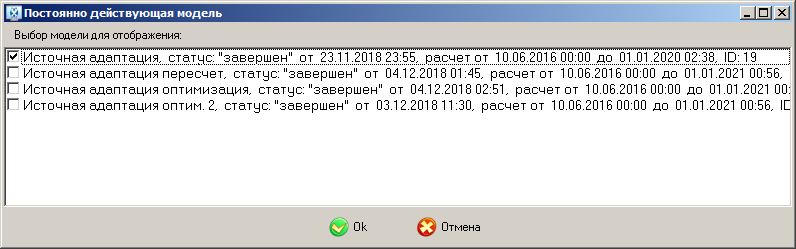 Постоянно действующая модель
Выбор модели для отображения:
Источная адаптация, статус: "завершен" от 23.11.2018 23:55, расчет от 10.06.2016 00:00 до 01.01.2020 02:38, ID: 19
Источная адаптация пересчет, статус: "завершен" от 04.12.2018 01:45, расчет от 10.06.2016 00:00 до 01.01.2021 00:56,
Источная адаптация оптимизация, статус: "завершен" от 04.12.2018 02:51, расчет от 10.06.2016 00:00 до 01.01.2021 00:
Источная адаптация оптим. 2, статус: "завершен" от 03.12.2018 11:30, расчет от 10.06.2016 00:00 до 01.01.2021 00:56, ID
Ok Отмена